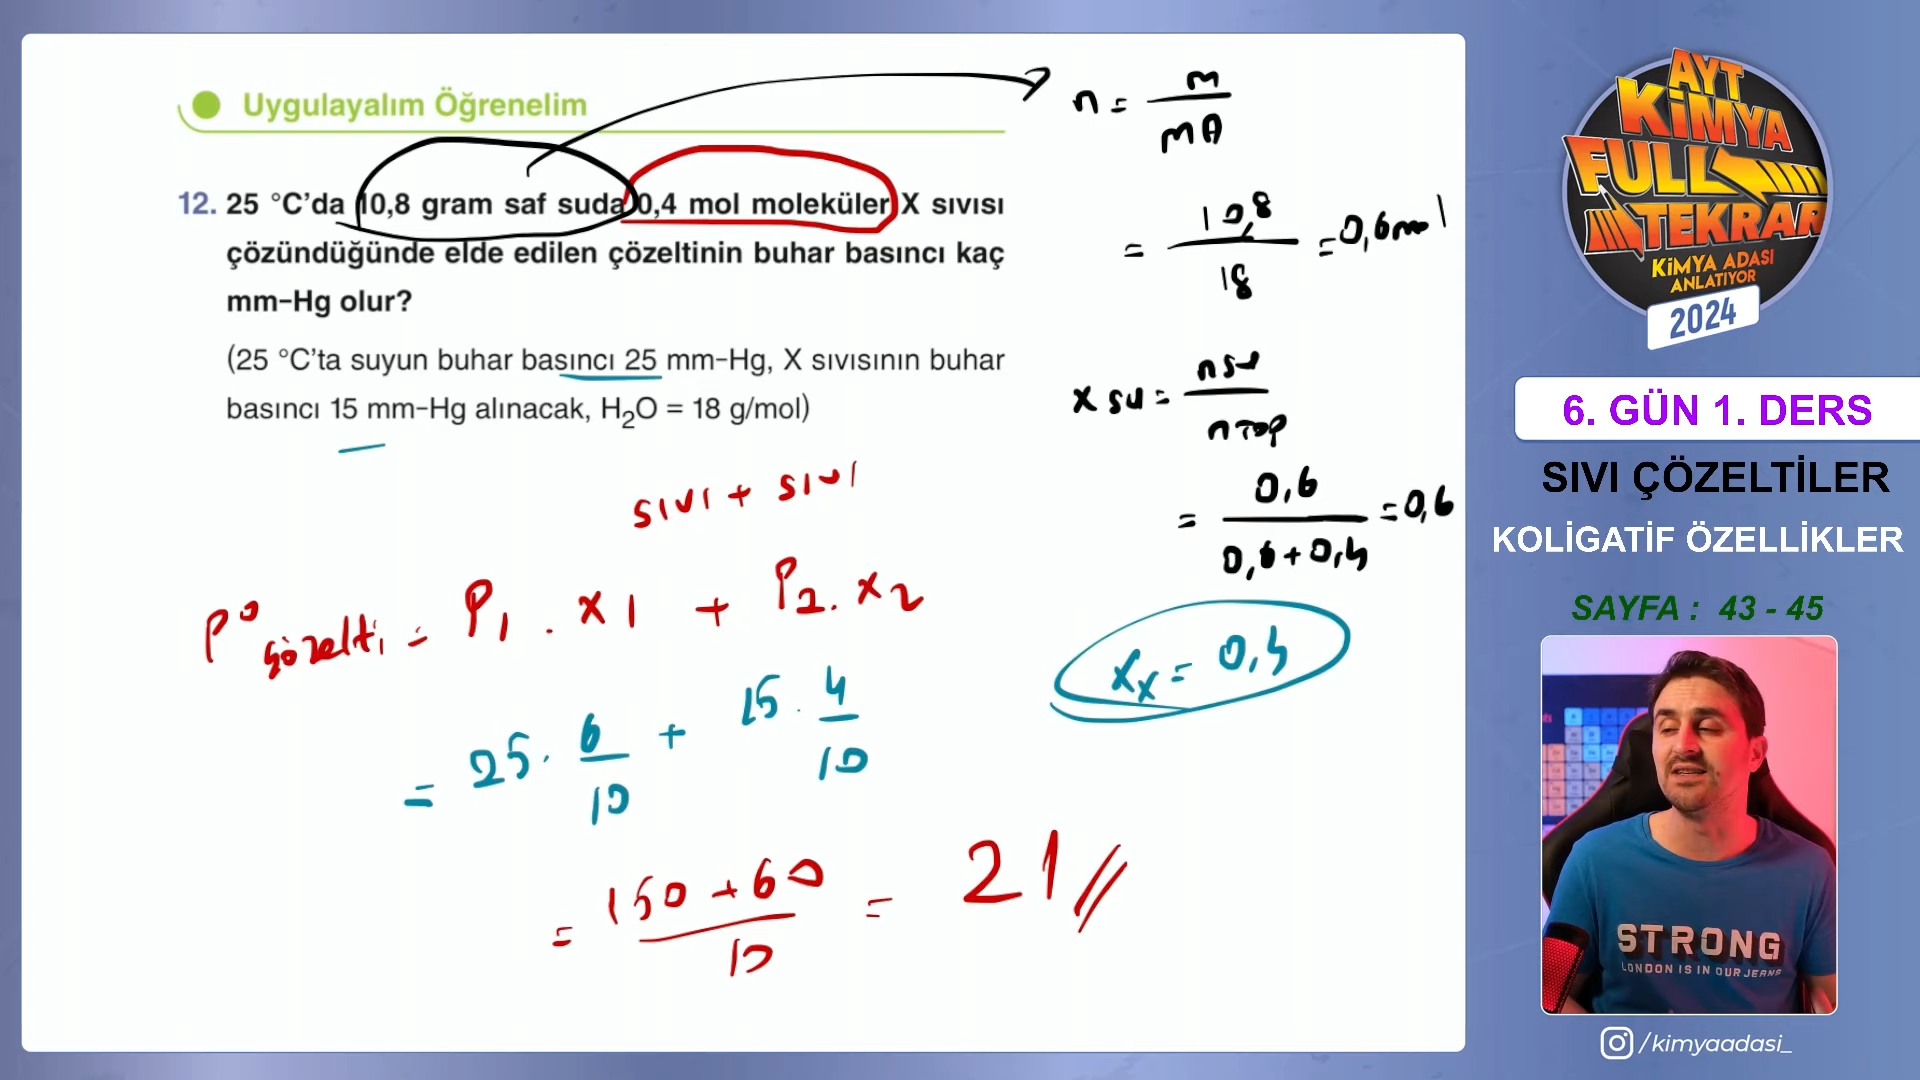 Uygulayalım Öğrenelim
12. 25 °C'da 10,8 gram saf suda 0,4 mol moleküler X sıvısı
çözündüğünde elde edilen çözeltinin buhar basıncı kaç
mm-Hg olur?
(25 °C'ta suyun buhar basıncı 25 mm-Hg, X sıvısının buhar
basıncı 15 mm-Hg alınacak, H₂O = 18 g/mol)
sıvı + sıvı
P° çözelti = P₁ . x₁ + P₂ . x₂
= 25 . 6/10 + 15 . 4/10
= 150 + 60 / 10 = 21 //
n = m / mA
= 10,8 / 18 = 0,6 mol
x su = n su / n TOP
= 0,6 / 0,6 + 0,4 = 0,6
Xx = 0,4
AYT
KİMYA
FULL
TEKRAR
KİMYA ADASI
ANLATIYOR
2024
6. GÜN 1. DERS
SIVI ÇÖZELTİLER
KOLİGATİF ÖZELLİKLER
SAYFA : 43 - 45
STRONG
LONDON IS IN OUR JEANS
/kimyaadasi_